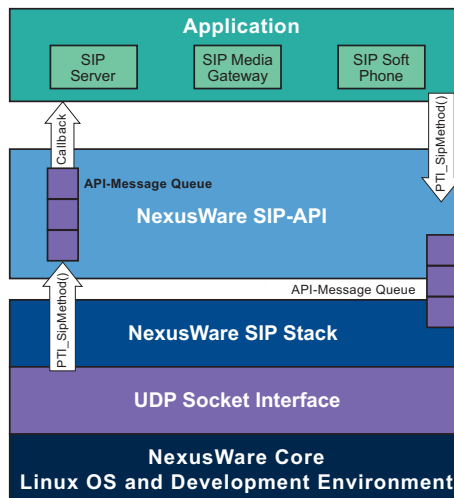 Application
SIP
Server
SIP Media
Gateway
SIP Soft
Phone
Callback
PTI_SipMethod()
API-Message Queue
NexusWare SIP-API
PTI_SipMethod()
API-Message Queue
NexusWare SIP Stack
UDP Socket Interface
NexusWare Core
Linux OS and Development Environment